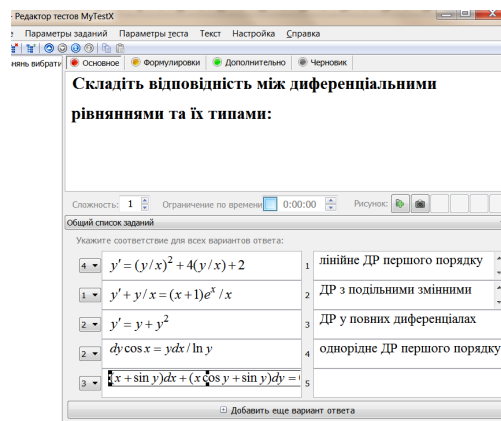 - Редактор тестов MyTestX
Параметры заданий Параметры теста Текст Настройка Справка
нянь вибрати
Основное Формулировки Дополнительно Черновик
Складіть відповідність між диференціальними
рівняннями та їх типами:
Сложность: 1 Ограничение по времени 0:00:00 Рисунок:
Общий список заданий
Укажите соответствие для всех вариантов ответа:
4 y′ = (y/x)² + 4(y/x) + 2 1 лінійне ДР першого порядку
1 y′ + y/x = (x+1)eˣ /x 2 ДР з подільними змінними
2 y′ = y + y² 3 ДР у повних диференціалах
2 dy cos x = ydx / ln y 4 однорідне ДР першого порядку
3 (x + sin y)dx + (x cos y + sin y)dy = 5
Добавить еще вариант ответа